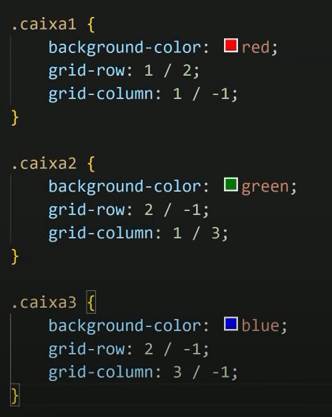 .caixa1 {
    background-color: red;
    grid-row: 1 / 2;
    grid-column: 1 / -1;
}

.caixa2 {
    background-color: green;
    grid-row: 2 / -1;
    grid-column: 1 / 3;
}

.caixa3 {
    background-color: blue;
    grid-row: 2 / -1;
    grid-column: 3 / -1;
}